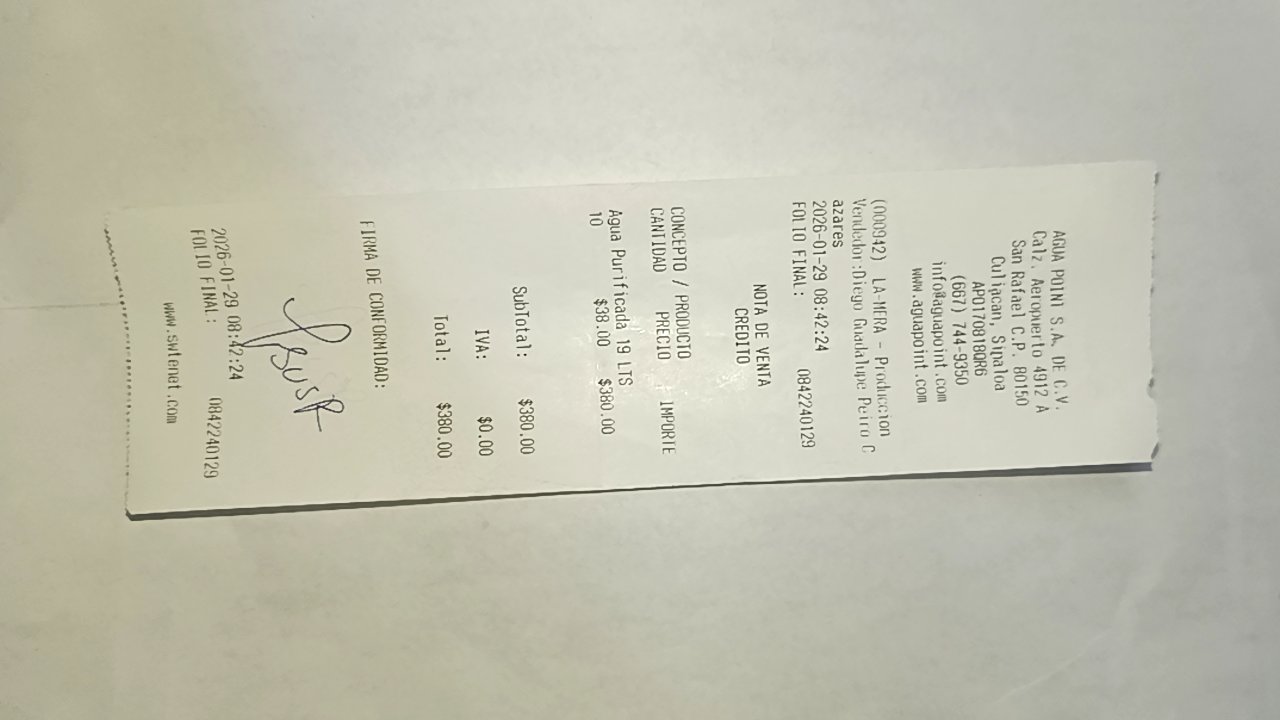 AGUA POINT S.A. DE C.V.
Calz. Aeropuerto 4912 A
San Rafael C.P. 80150
Culiacan, Sinaloa
APO170818QR6
(667) 744-9350
info@aguapoint.com
www.aguapoint.com
(000942) LA-MERA - Produccion
Vendedor:Diego Guadalupe Peiro C
azares
2026-01-29 08:42:24
FOLIO FINAL: 0842240129
NOTA DE VENTA
CREDITO
CONCEPTO / PRODUCTO
CANTIDAD PRECIO IMPORTE
Agua Purificada 19 LTS
10 $38.00 $380.00
SubTotal: $380.00
IVA: $0.00
Total: $380.00
FIRMA DE CONFORMIDAD:
2026-01-29 08:42:24
FOLIO FINAL: 0842240129
www.swtenet.com